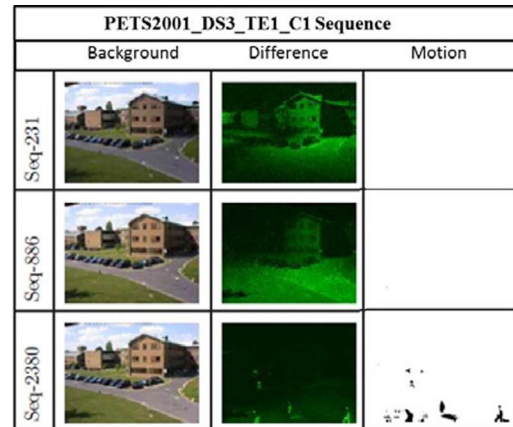 PETS2001_DS3_TE1_C1 Sequence
Background Difference Motion
Seq-231
Seq-886
Seq-2380